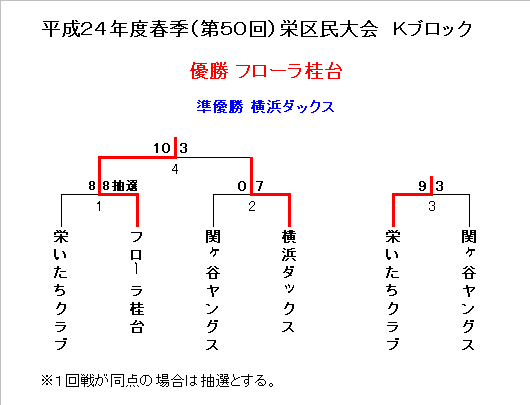 平成24年度春季(第50回)栄区民大会　Kブロック
優勝 フローラ桂台
準優勝 横浜ダックス
10 3
4
8 8抽選
0 7
9 3
1
2
3
栄いたちクラブ
フローラ桂台
関ヶ谷ヤングス
横浜ダックス
栄いたちクラブ
関ヶ谷ヤングス
※1回戦が同点の場合は抽選とする。